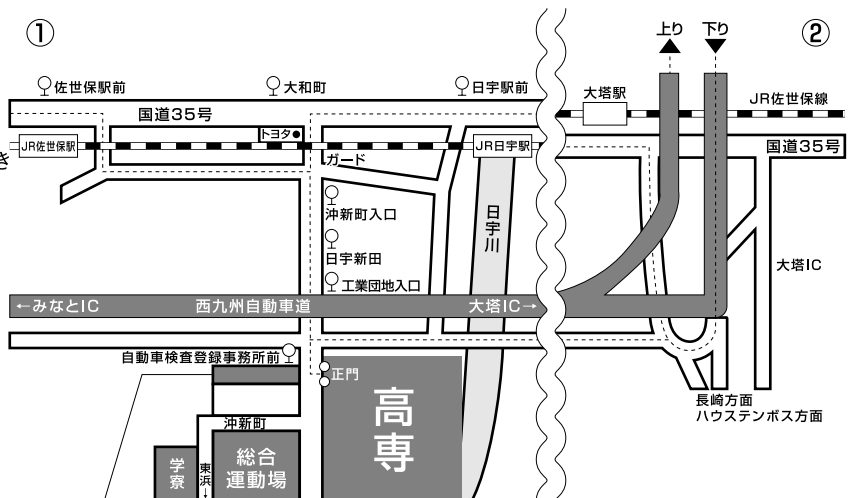 ①
上り
下り
②
佐世保駅前
大和町
日宇駅前
大塔駅
JR佐世保線
国道35号
トヨタ
JR佐世保駅
JR日宇駅
国道35号
き
ガード
沖新町入口
日宇川
日宇新田
大塔IC
工業団地入口
←みなとIC
西九州自動車道
大塔IC→
自動車検査登録事務所前
正門
高専
長崎方面
ハウステンボス方面
沖新町
学寮
東浜→
総合
運動場